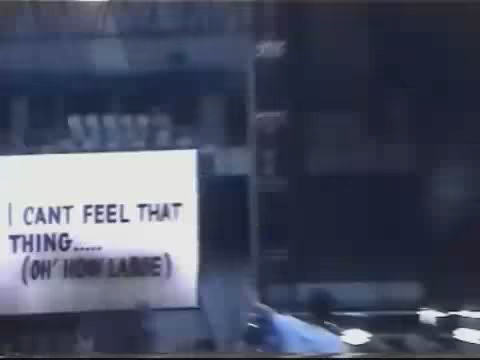 I CANT FEEL THAT
THING.....
(OH' HOW LARGE)